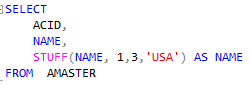 SELECT
ACID,
NAME,
STUFF(NAME, 1,3,'USA') AS NAME
FROM AMASTER